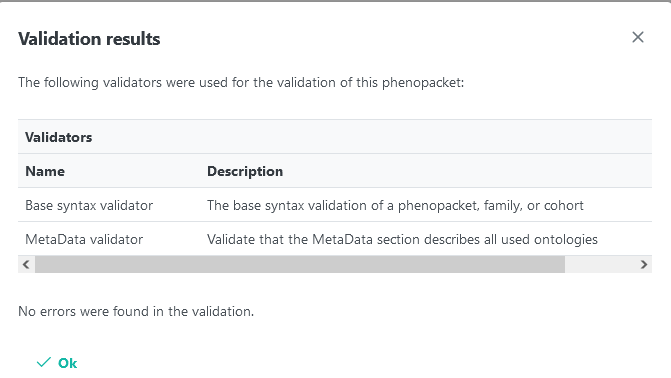 Validation results
The following validators were used for the validation of this phenopacket:
Validators
Name Description
Base syntax validator The base syntax validation of a phenopacket, family, or cohort
MetaData validator Validate that the MetaData section describes all used ontologies
No errors were found in the validation.
Ok